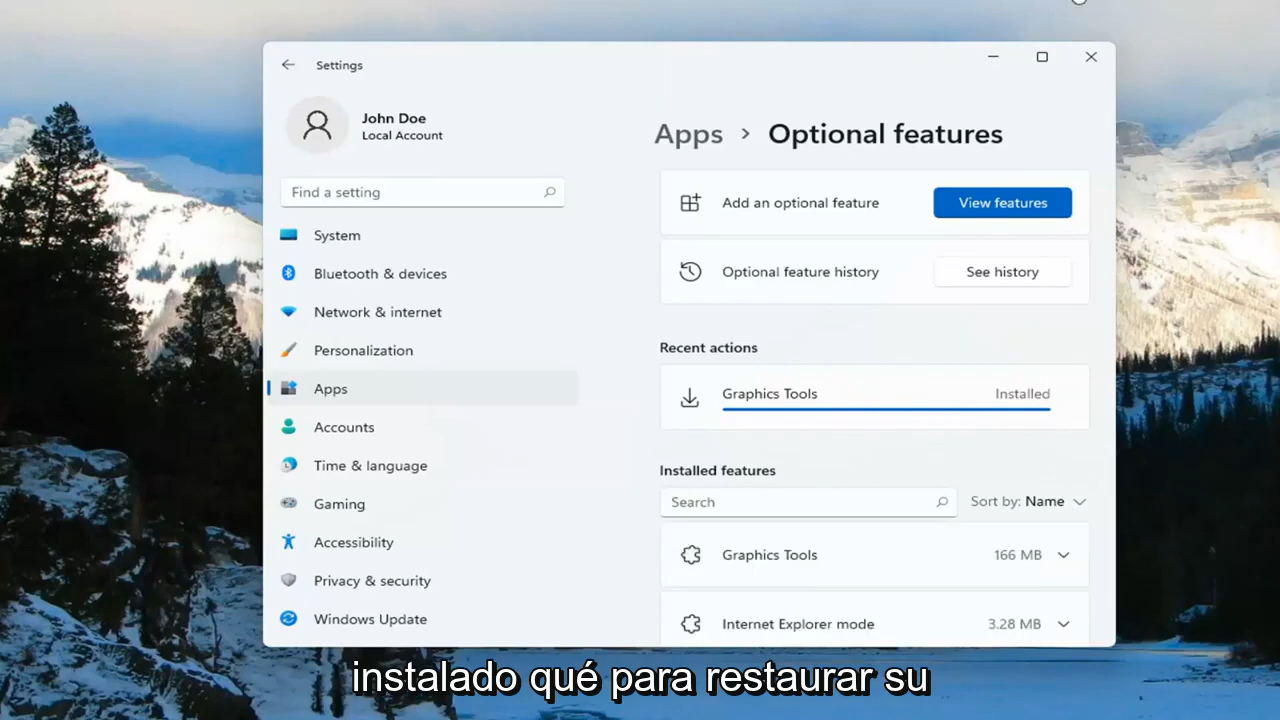 Settings
John Doe
Local Account
Find a setting
System
Bluetooth & devices
Network & internet
Personalization
Apps
Accounts
Time & language
Gaming
Accessibility
Privacy & security
Windows Update
Apps > Optional features
Add an optional feature View features
Optional feature history See history
Recent actions
Graphics Tools Installed
Installed features
Search Sort by: Name
Graphics Tools 166 MB
Internet Explorer mode 3.28 MB
instalado qué para restaurar su